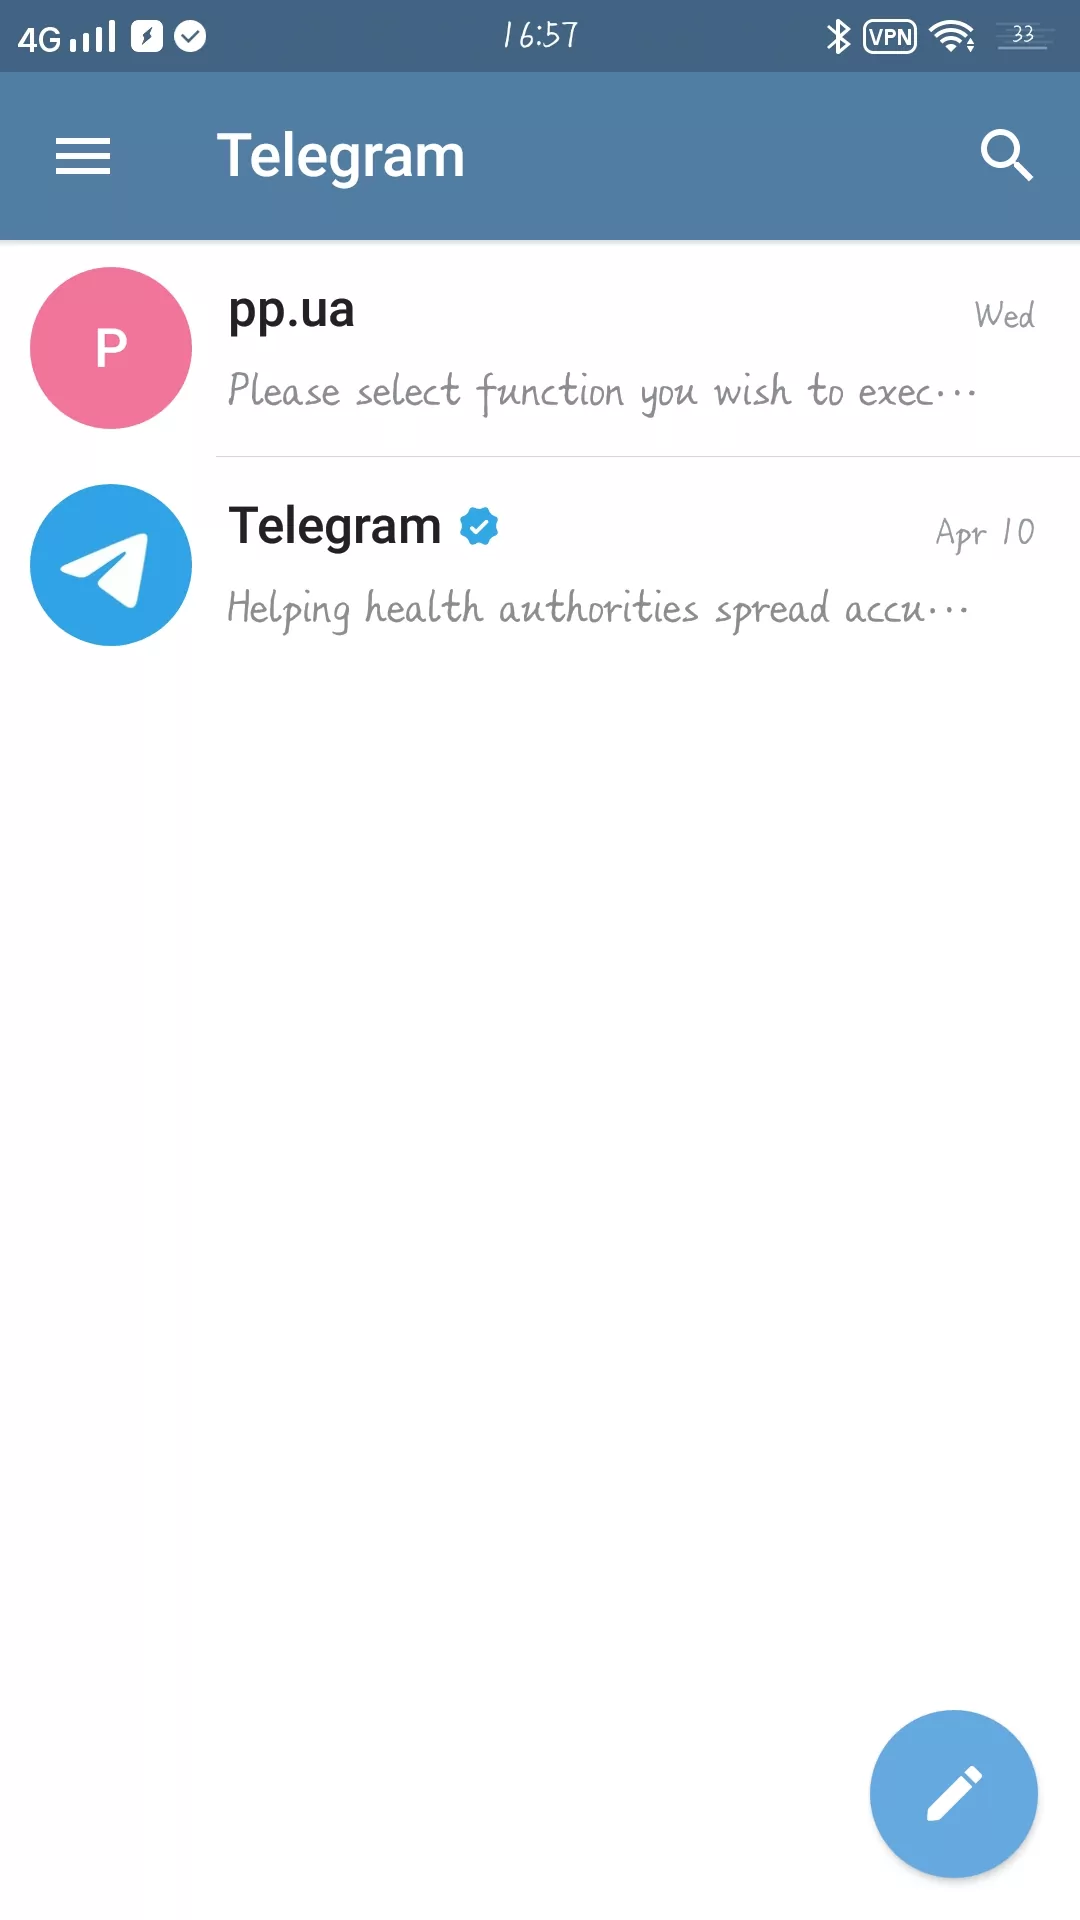 4G 16:57 VPN 33
Telegram
P
pp.ua Wed
Please select function you wish to exec...
Telegram Apr 10
Helping health authorities spread accu...